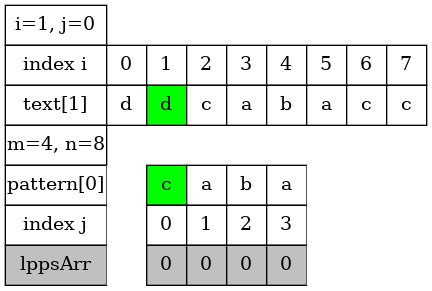 i=1, j=0
index i 0 1 2 3 4 5 6 7
text[1] d d c a b a c c
m=4, n=8
pattern[0] c a b a
index j 0 1 2 3
lppsArr 0 0 0 0